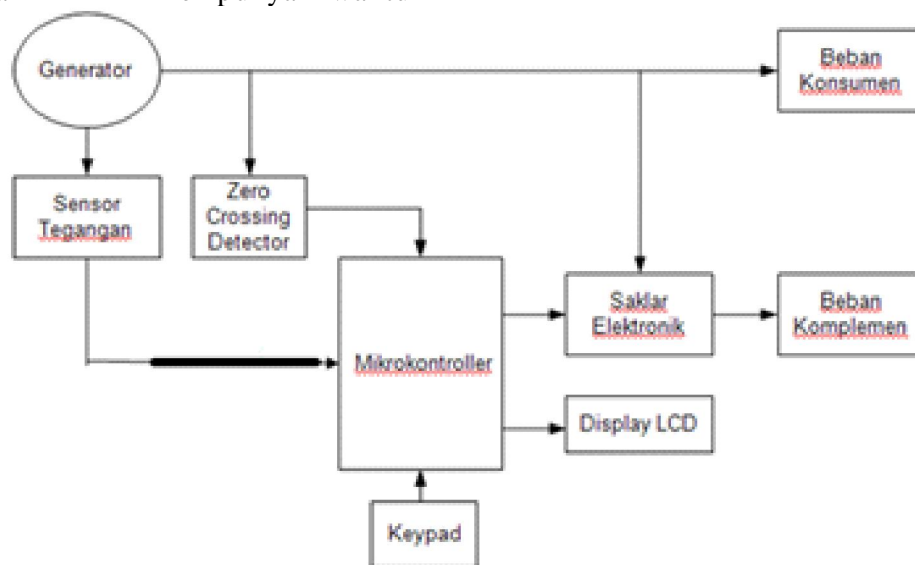 Generator
Beban
Konsumen
Sensor
Tegangan
Zero
Crossing
Detector
Mikrokontroller
Saklar
Elektronik
Beban
Komplemen
Display LCD
Keypad